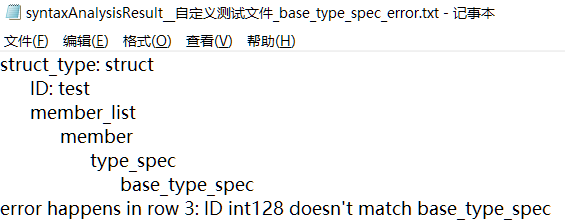 syntaxAnalysisResult__自定义测试文件_base_type_spec_error.txt - 记事本
文件(F) 编辑(E) 格式(O) 查看(V) 帮助(H)
struct_type: struct
ID: test
member_list
member
type_spec
base_type_spec
error happens in row 3: ID int128 doesn't match base_type_spec